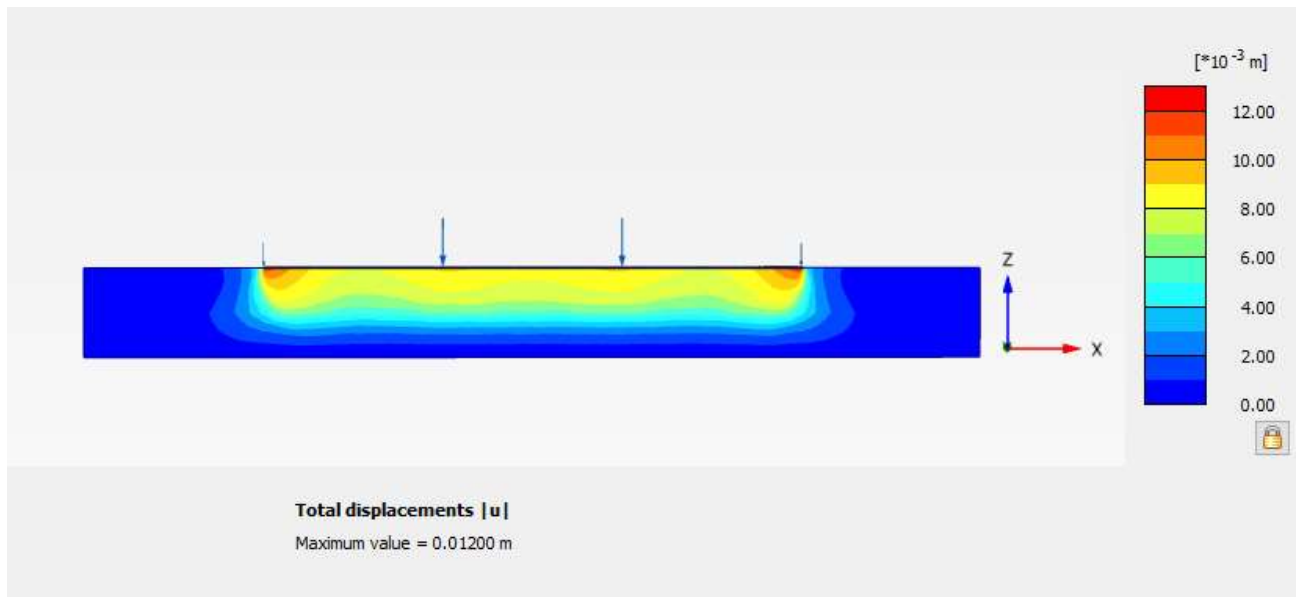 [*10⁻³ m]
12.00
10.00
8.00
6.00
4.00
2.00
0.00
Z
X
Total displacements |u|
Maximum value = 0.01200 m